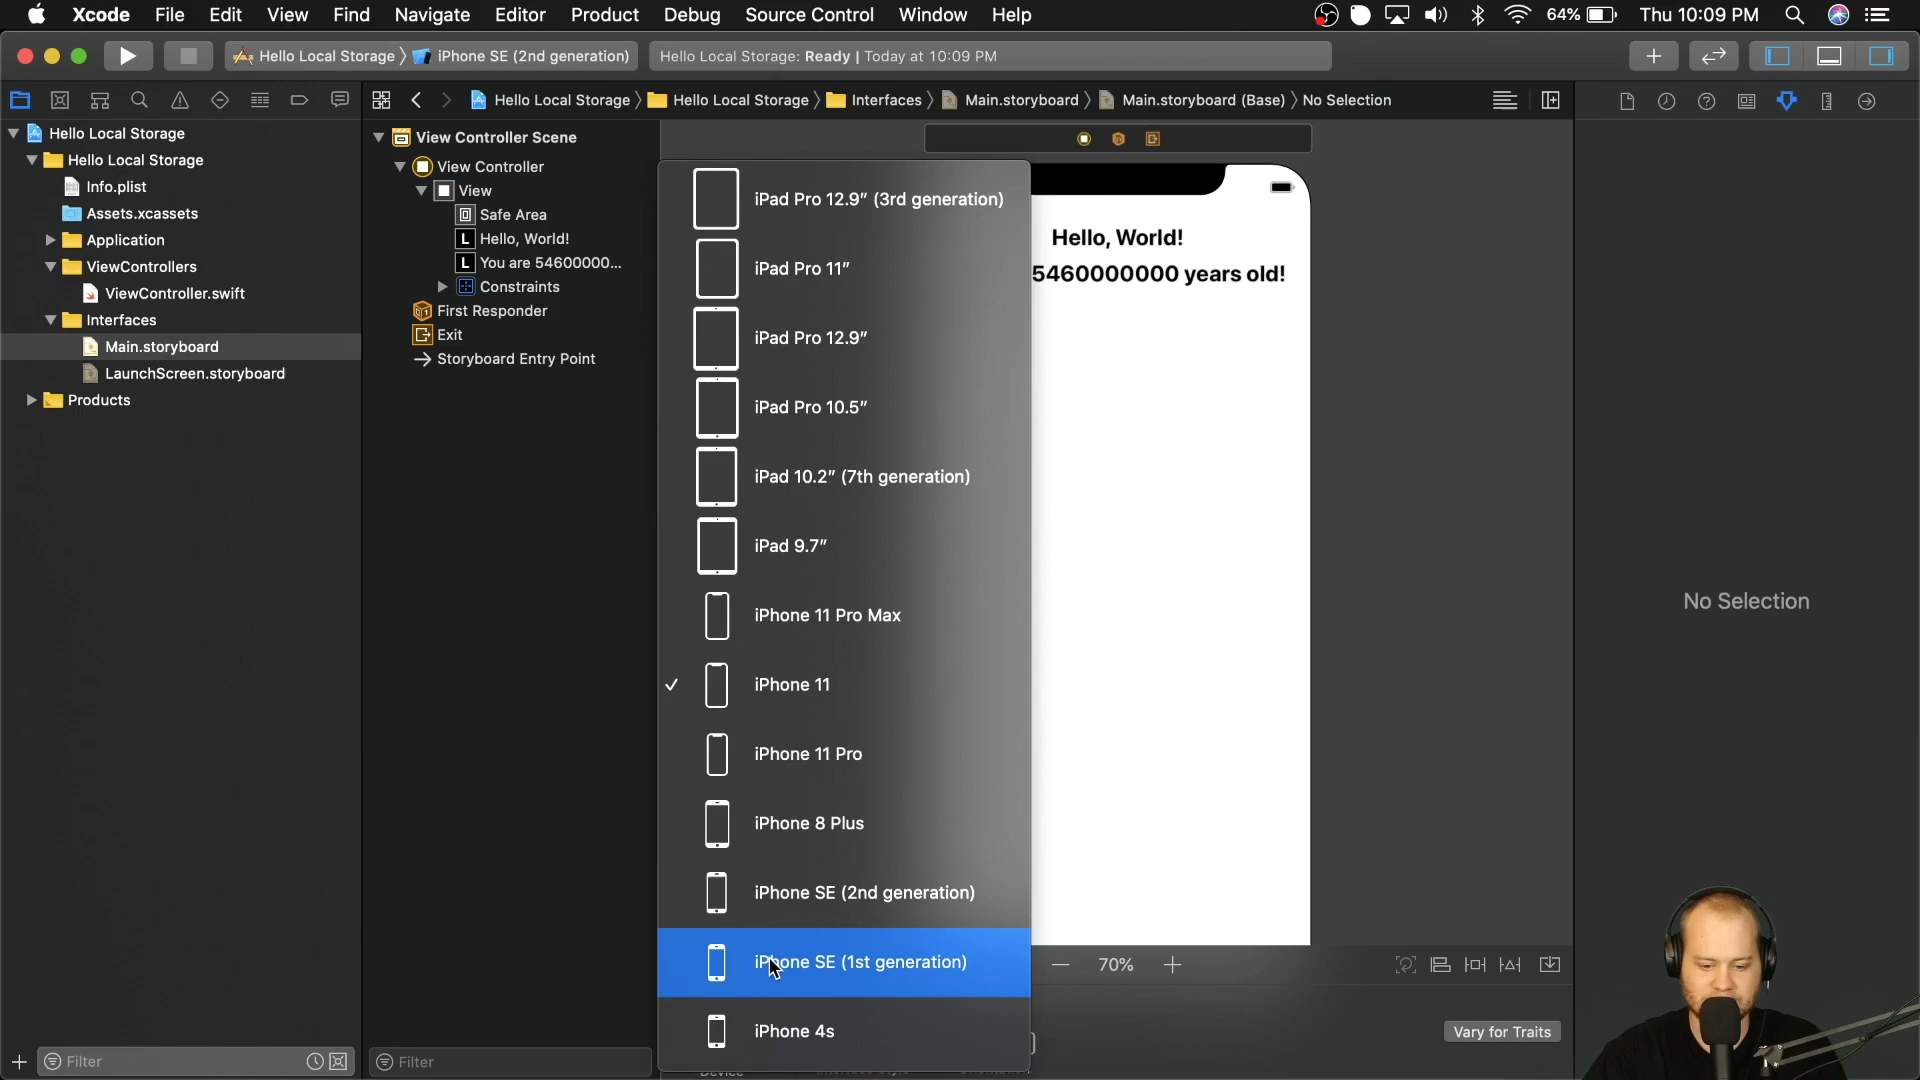 Xcode File Edit View Find Navigate Editor Product Debug Source Control Window Help 64% Thu 10:09 PM
Hello Local Storage iPhone SE (2nd generation) Hello Local Storage: Ready | Today at 10:09 PM
Hello Local Storage Hello Local Storage Interfaces Main.storyboard Main.storyboard (Base) No Selection
Hello Local Storage
Hello Local Storage
Info.plist
Assets.xcassets
Application
ViewControllers
ViewController.swift
Interfaces
Main.storyboard
LaunchScreen.storyboard
Products
Filter
View Controller Scene
View Controller
View
Safe Area
L Hello, World!
L You are 54600000...
Constraints
First Responder
Exit
Storyboard Entry Point
Filter
iPad Pro 12.9” (3rd generation)
iPad Pro 11”
iPad Pro 12.9”
iPad Pro 10.5”
iPad 10.2” (7th generation)
iPad 9.7”
iPhone 11 Pro Max
iPhone 11
iPhone 11 Pro
iPhone 8 Plus
iPhone SE (2nd generation)
iPhone SE (1st generation)
iPhone 4s
Hello, World!
5460000000 years old!
70%
Vary for Traits
No Selection